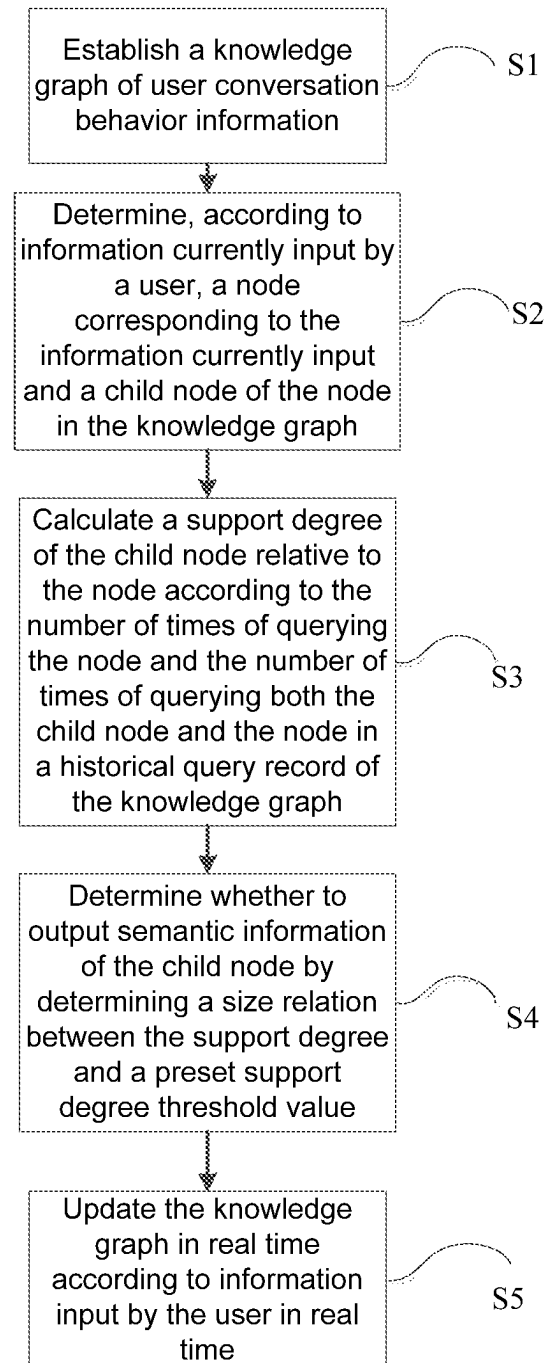 Establish a knowledge
graph of user conversation
behavior information
S1
Determine, according to
information currently input by
a user, a node
corresponding to the
information currently input
and a child node of the node
in the knowledge graph
S2
Calculate a support degree
of the child node relative to
the node according to the
number of times of querying
the node and the number of
times of querying both the
child node and the node in
a historical query record of
the knowledge graph
S3
Determine whether to
output semantic information
of the child node by
determining a size relation
between the support degree
and a preset support
degree threshold value
S4
Update the knowledge
graph in real time
according to information
input by the user in real
time
S5